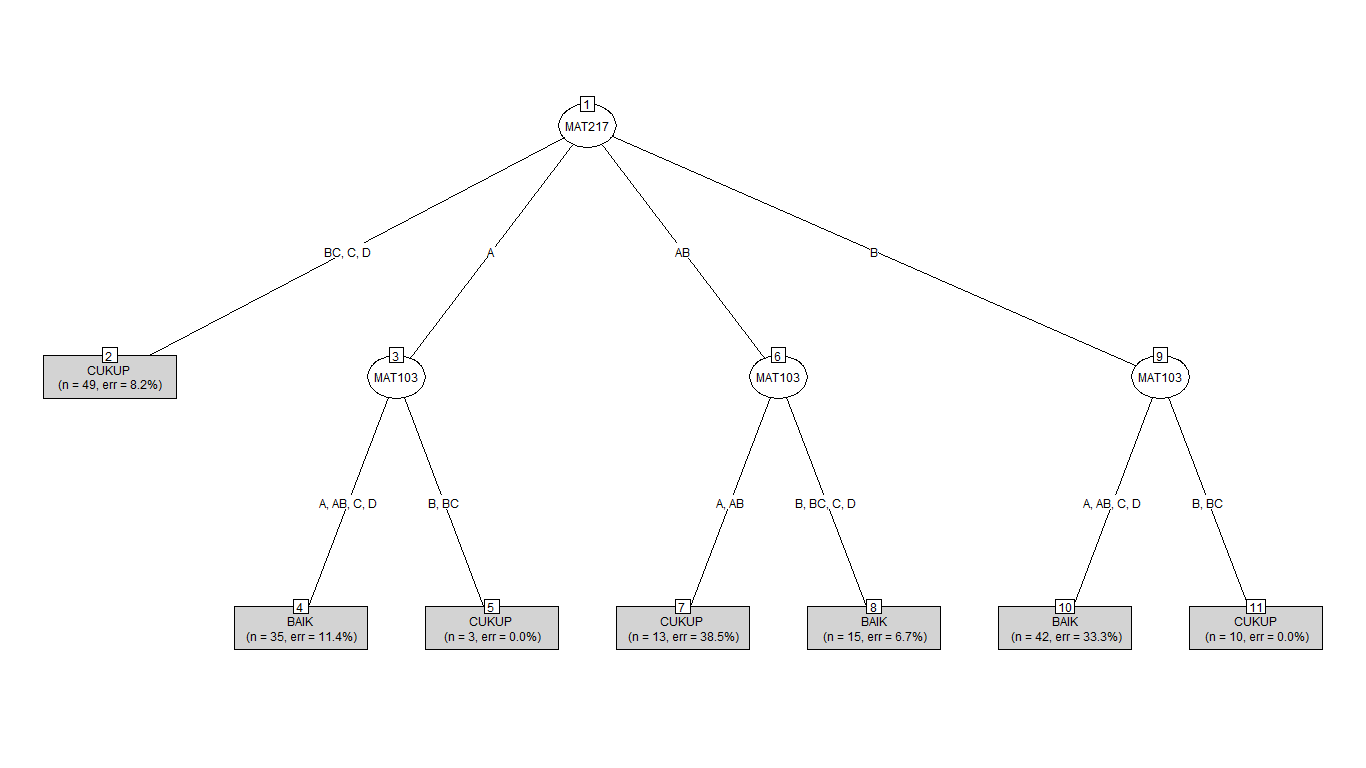 1
MAT217
BC, C, D
A
AB
B
2
CUKUP
(n = 49, err = 8.2%)
3
MAT103
6
MAT103
9
MAT103
A, AB, C, D
B, BC
A, AB
B, BC, C, D
A, AB, C, D
B, BC
4
BAIK
(n = 35, err = 11.4%)
5
CUKUP
(n = 3, err = 0.0%)
7
CUKUP
(n = 13, err = 38.5%)
8
BAIK
(n = 15, err = 6.7%)
10
BAIK
(n = 42, err = 33.3%)
11
CUKUP
(n = 10, err = 0.0%)